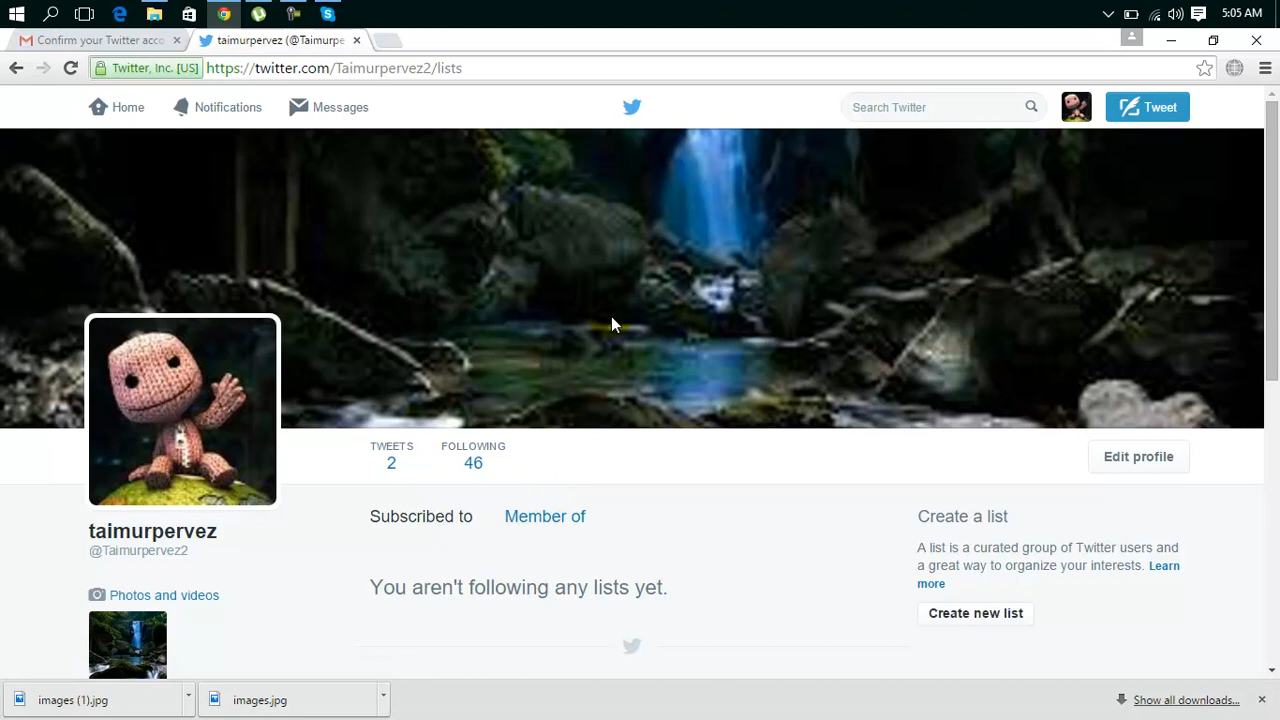 5:05 AM
Confirm your Twitter acco
taimurpervez (@Taimurpe
Twitter, Inc. [US]
https://twitter.com/Taimurpervez2/lists
Home
Notifications
Messages
Search Twitter
Tweet
TWEETS
2
FOLLOWING
46
Edit profile
taimurpervez
@Taimurpervez2
Photos and videos
Subscribed to
Member of
You aren't following any lists yet.
Create a list
A list is a curated group of Twitter users and
a great way to organize your interests. Learn
more
Create new list
images (1).jpg
images.jpg
Show all downloads...